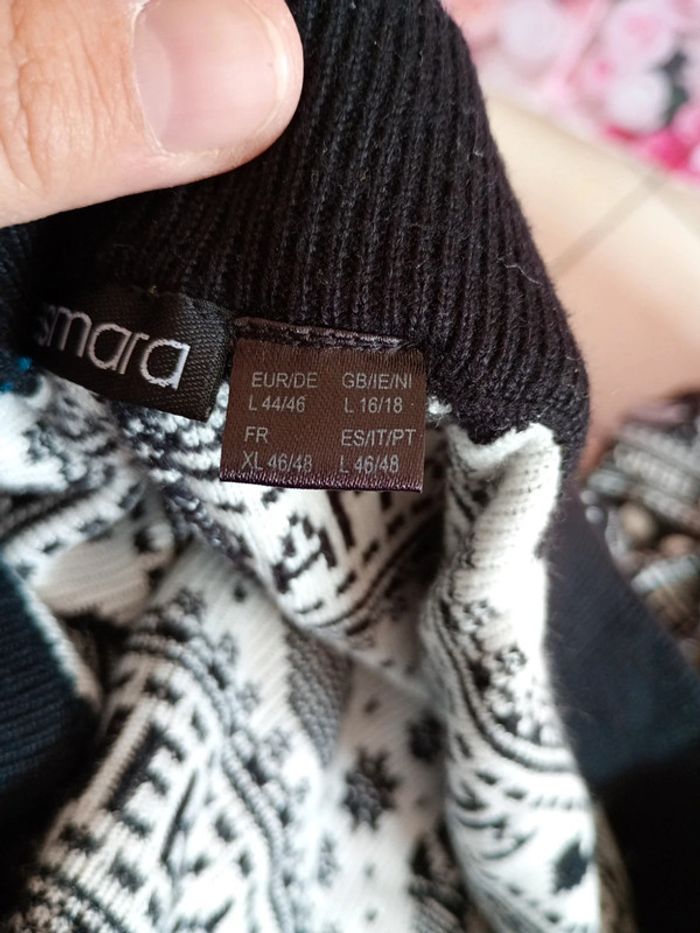 smara
EUR/DE GB/IE/NI
L 44/46 L 16/18
FR ES/IT/PT
XL 46/48 L 46/48